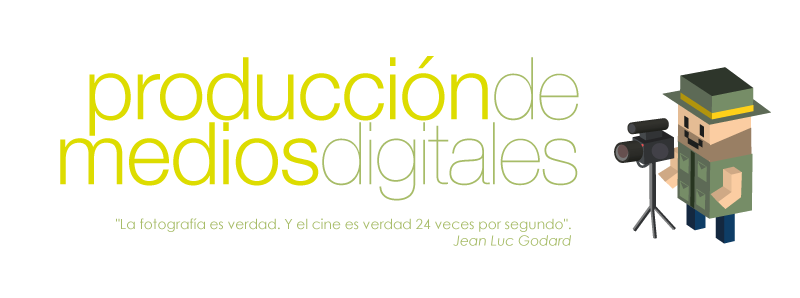 producciónde
mediosdigitales
"La fotografía es verdad. Y el cine es verdad 24 veces por segundo".
Jean Luc Godard